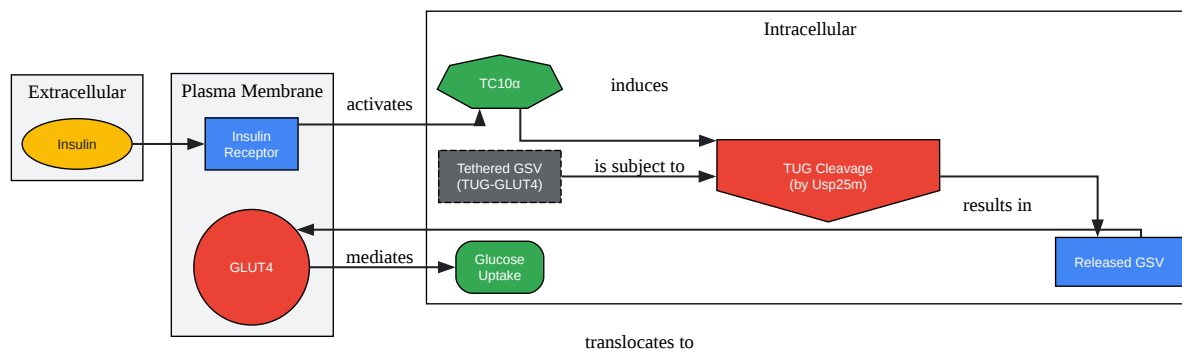 Extracellular
Insulin
Plasma Membrane
Insulin
Receptor
activates
Intracellular
TC10α
induces
Tethered GSV
(TUG-GLUT4)
is subject to
TUG Cleavage
(by Usp25m)
results in
Released GSV
GLUT4
mediates
Glucose
Uptake
translocates to